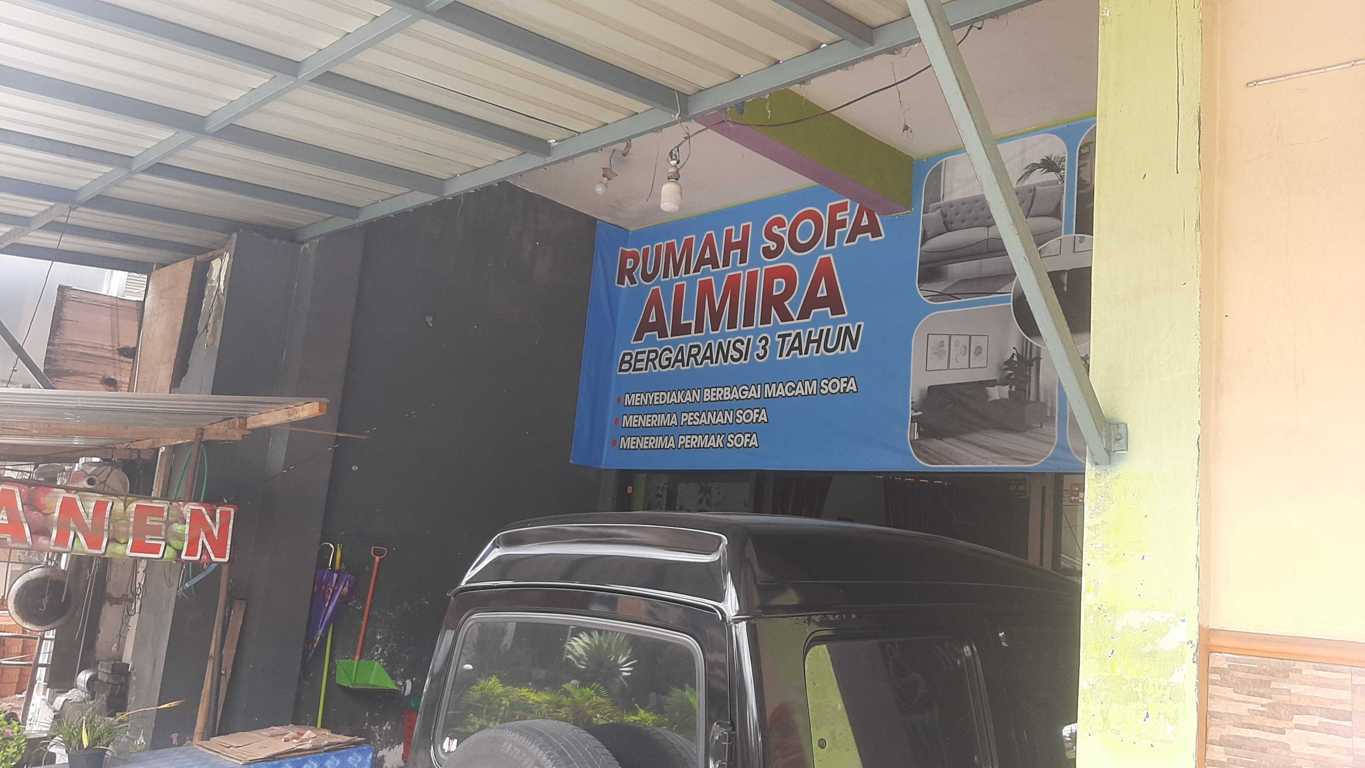 RUMAH SOFA
ALMIRA
BERGARANSI 3 TAHUN
MENYEDIAKAN BERBAGAI MACAM SOFA
MENERIMA PESANAN SOFA
MENERIMA PERMAK SOFA
ANEN